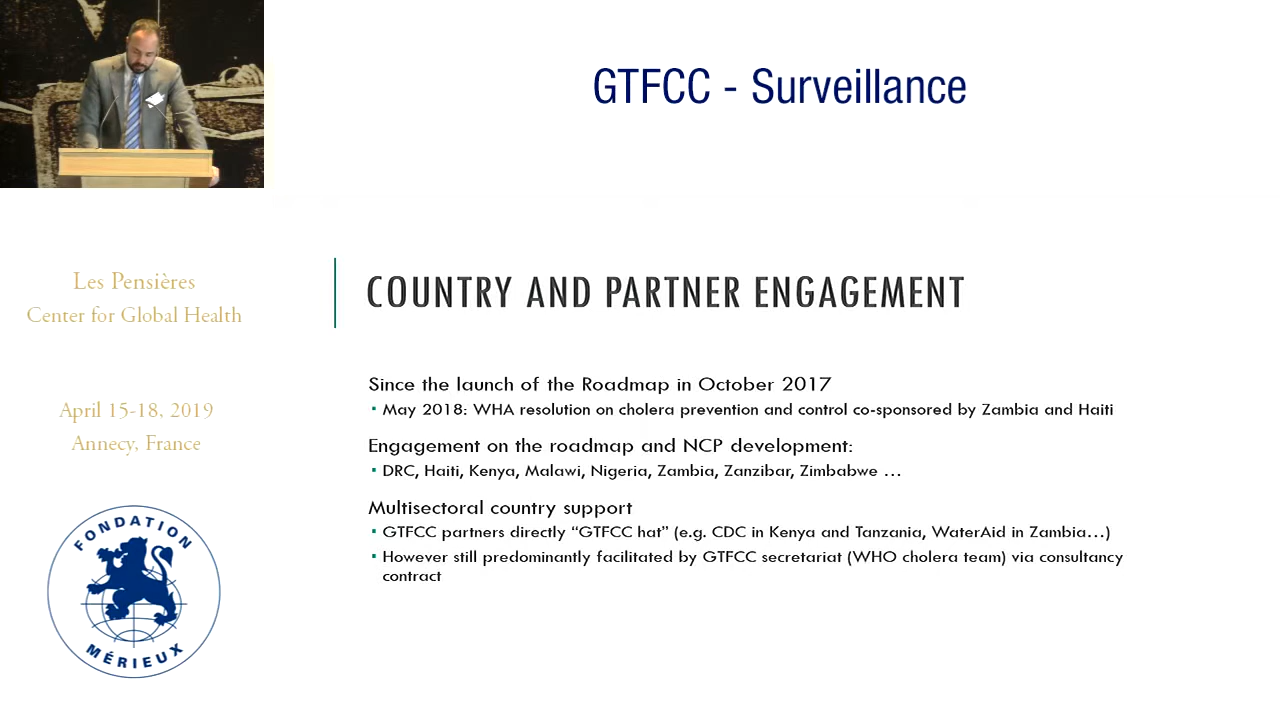 GTFCC - Surveillance
Les Pensières
Center for Global Health
April 15-18, 2019
Annecy, France
FONDATION
MÉRIEUX
COUNTRY AND PARTNER ENGAGEMENT
Since the launch of the Roadmap in October 2017
▪ May 2018: WHA resolution on cholera prevention and control co-sponsored by Zambia and Haiti
Engagement on the roadmap and NCP development:
▪ DRC, Haiti, Kenya, Malawi, Nigeria, Zambia, Zanzibar, Zimbabwe …
Multisectoral country support
▪ GTFCC partners directly “GTFCC hat” (e.g. CDC in Kenya and Tanzania, WaterAid in Zambia…)
▪ However still predominantly facilitated by GTFCC secretariat (WHO cholera team) via consultancy
contract